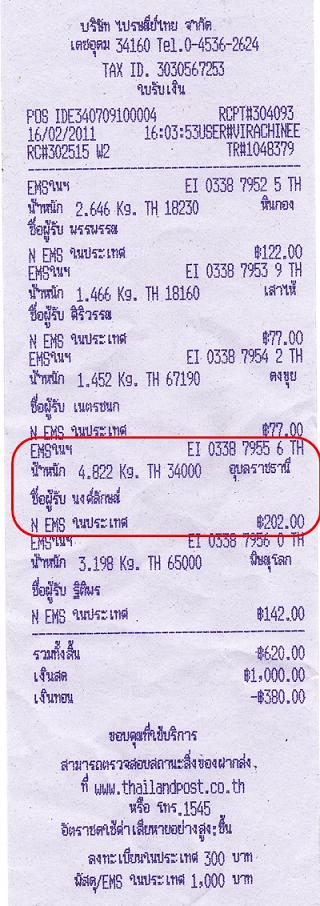 บริษัท ไปรษณีย์ไทย จำกัด
เดชอุดม 34160 Tel.0-4536-2624
TAX ID. 3030567253
ใบรับเงิน
POS IDE340709100004 RCPT#304093
16/02/2011 16:03:53USER#VIRACHINEE
RC#302515 W2 TR#1048379
EMSในฯ EI 0338 7952 5 TH
น้ำหนัก 2.646 Kg. TH 18230 หินกอง
ชื่อผู้รับ พรรพรรณ
N EMS ในประเทศ ฿122.00
EMSในฯ EI 0338 7953 9 TH
น้ำหนัก 1.466 Kg. TH 18160 เสาไห้
ชื่อผู้รับ ศิริวรรณ
N EMS ในประเทศ ฿77.00
EMSในฯ EI 0338 7954 2 TH
น้ำหนัก 1.452 Kg. TH 67190 ดงขุย
ชื่อผู้รับ เนตรชนก
N EMS ในประเทศ ฿77.00
EMSในฯ EI 0338 7955 6 TH
น้ำหนัก 4.822 Kg. TH 34000 อุบลราชธานี
ชื่อผู้รับ นงค์ลักษณ์
N EMS ในประเทศ ฿202.00
EMSในฯ EI 0338 7956 0 TH
น้ำหนัก 3.198 Kg. TH 65000 พิษณุโลก
ชื่อผู้รับ ฐิติพร
N EMS ในประเทศ ฿142.00
รวมทั้งสิ้น ฿620.00
เงินสด ฿1,000.00
เงินทอน -฿380.00
ขอบคุณที่ใช้บริการ
สามารถตรวจสอบสถานะสิ่งของฝากส่ง
ที่ www.thailandpost.co.th
หรือ โทร.1545
อัตราชดใช้ค่าเสียหายอย่างสูง:ชิ้น
ลงทะเบียนในประเทศ 300 บาท
พัสดุ/EMS ในประเทศ 1,000 บาท